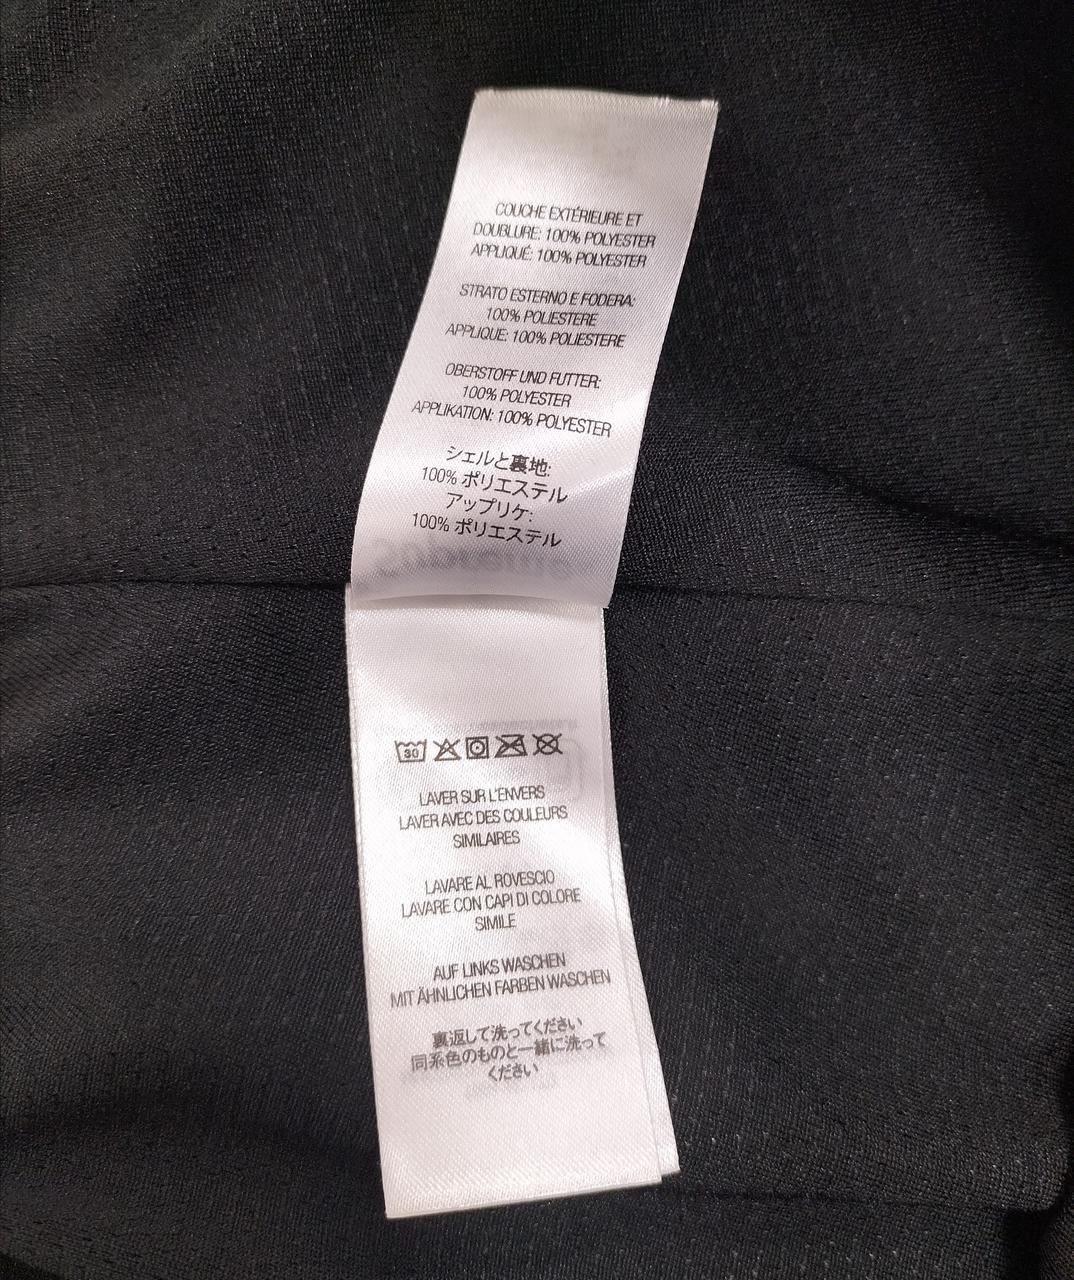 COUCHE EXTÉRIEURE ET
DOUBLURE: 100% POLYESTER
APPLIQUÉ: 100% POLYESTER
STRATO ESTERNO E FODERA:
100% POLIESTERE
APPLIQUE: 100% POLIESTERE
OBERSTOFF UND FUTTER:
100% POLYESTER
APPLIKATION: 100% POLYESTER
シェルと裏地:
100% ポリエステル
アップリケ:
100% ポリエステル
Supreme
30
LAVER SUR L'ENVERS
LAVER AVEC DES COULEURS
SIMILAIRES
LAVARE AL ROVESCIO
LAVARE CON CAPI DI COLORE
SIMILE
AUF LINKS WASCHEN
MIT ÄHNLICHEN FARBEN WASCHEN
裏返して洗ってください
同系色のものと一緒に洗って
ください